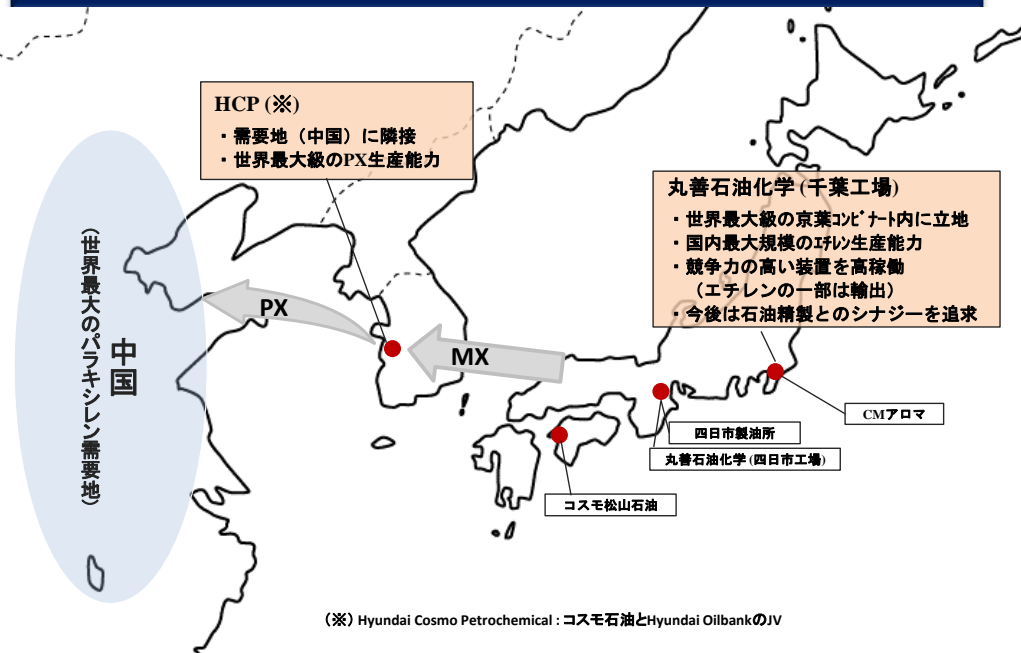 HCP (※)
・需要地（中国）に隣接
・世界最大級のPX生産能力
丸善石油化学 (千葉工場)
・世界最大級の京葉ｺﾝﾋﾞﾅｰﾄ内に立地
・国内最大規模のｴﾁﾚﾝ生産能力
・競争力の高い装置を高稼働
（エチレンの一部は輸出）
・今後は石油精製とのシナジーを追求
中国
（世界最大のパラキシレン需要地）
PX
MX
CMアロマ
四日市製油所
丸善石油化学 (四日市工場)
コスモ松山石油
（※）Hyundai Cosmo Petrochemical : コスモ石油とHyundai OilbankのJV